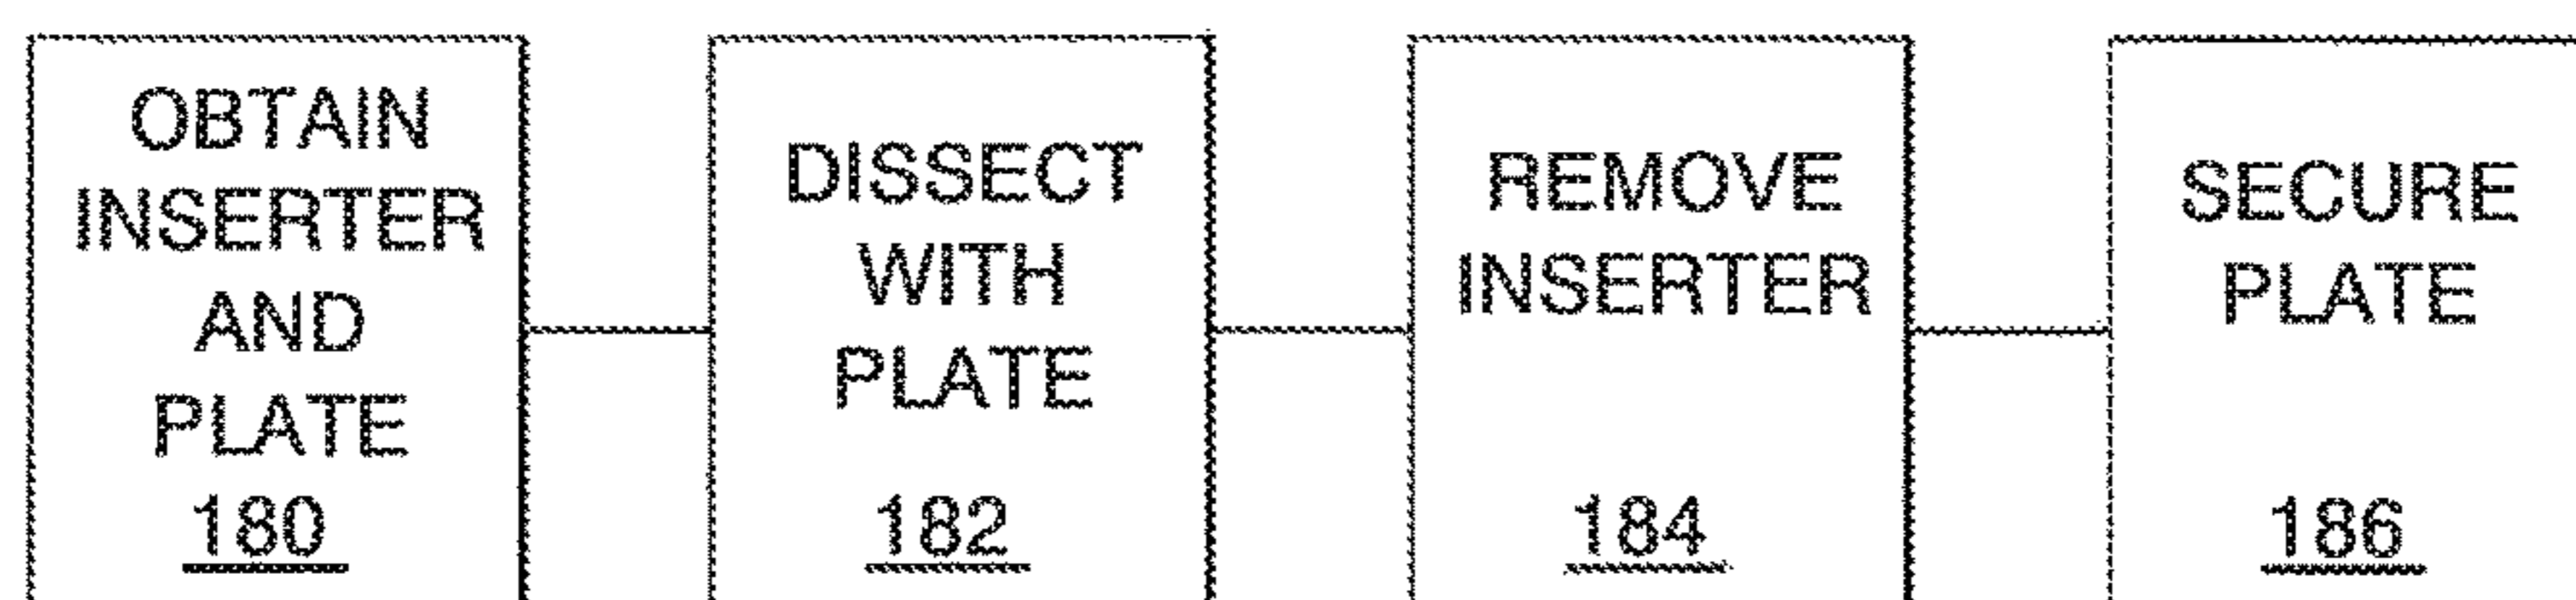 OBTAIN
INSERTER
AND
PLATE
180
DISSECT
WITH
PLATE
182
REMOVE
INSERTER
184
SECURE
PLATE
186